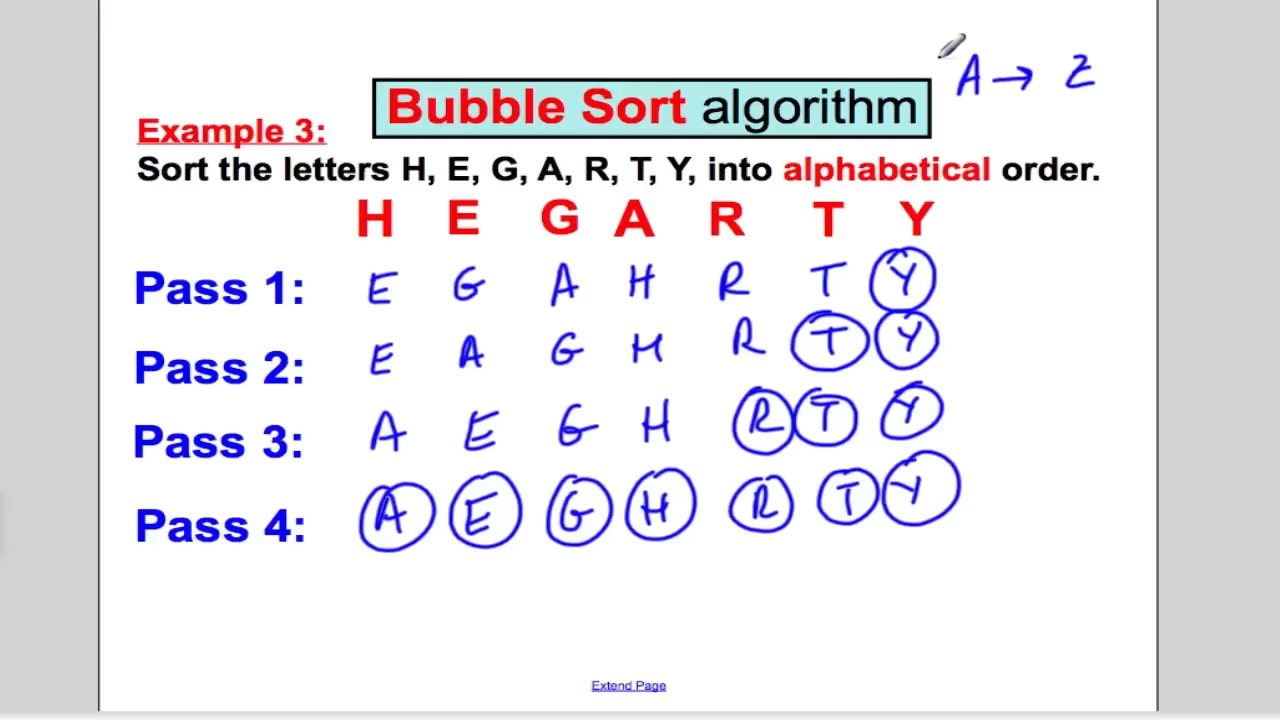 A → Z
Bubble Sort algorithm
Example 3:
Sort the letters H, E, G, A, R, T, Y, into alphabetical order.
H E G A R T Y
Pass 1: E G A H R T Y
Pass 2: E A G H R T Y
Pass 3: A E G H R T Y
Pass 4: A E G H R T Y
Extend Page